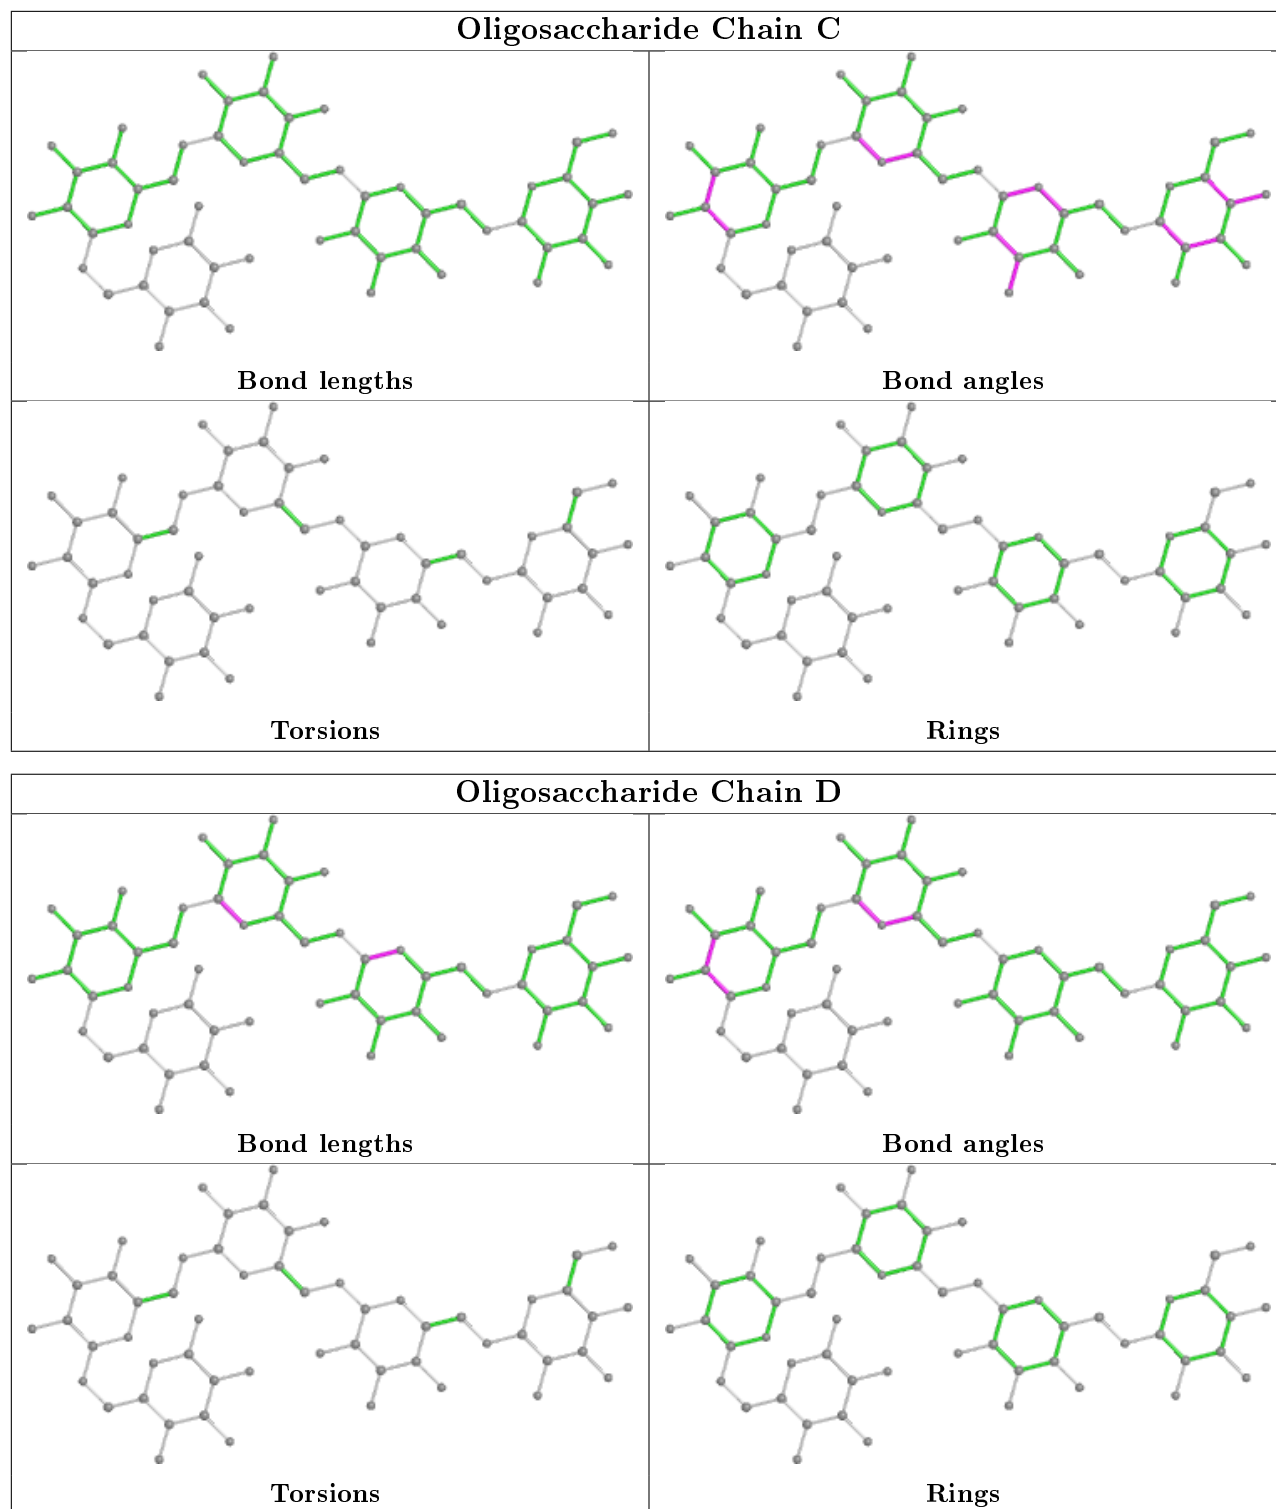 Oligosaccharide Chain C
Bond lengths
Bond angles
Torsions
Rings
Oligosaccharide Chain D
Bond lengths
Bond angles
Torsions
Rings